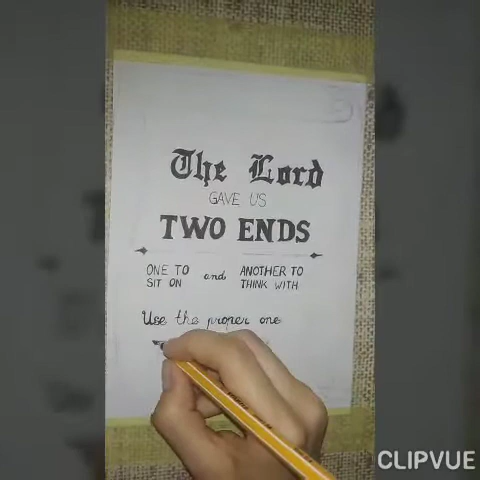 The Lord
GAVE US
TWO ENDS
ONE TO SIT ON and ANOTHER TO THINK WITH
Use the proper one
CLIPVUE